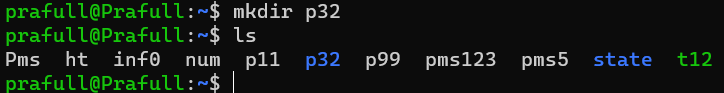 prafull@Prafull:~$ mkdir p32
prafull@Prafull:~$ ls
Pms  ht  inf0  num  p11  p32  p99  pms123  pms5  state  t12
prafull@Prafull:~$